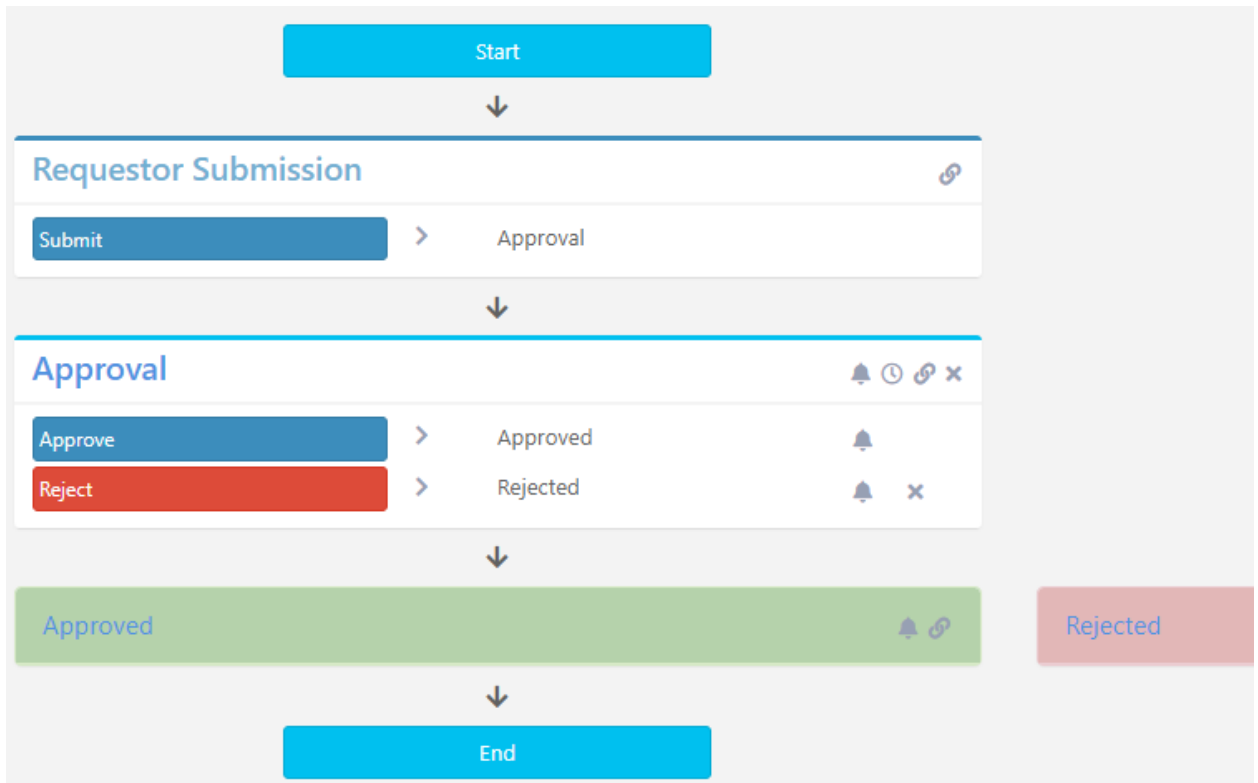 Start
Requestor Submission
Submit
Approval
Approval
Approve
Approved
Reject
Rejected
Approved
Rejected
End